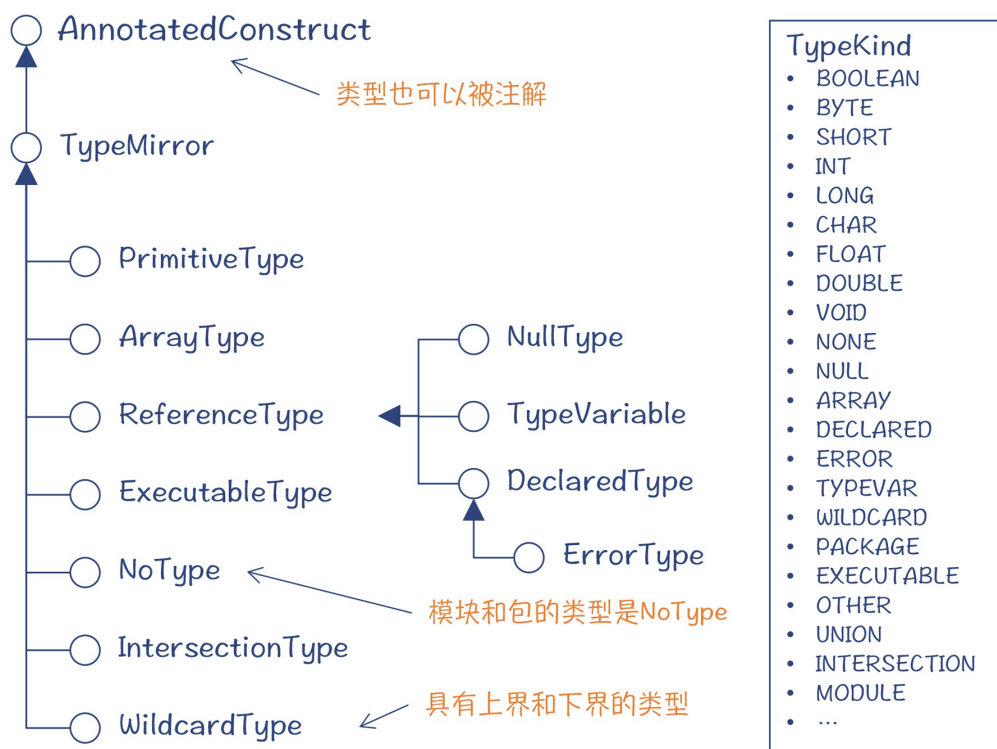 AnnotatedConstruct
类型也可以被注解
TypeMirror
PrimitiveType
ArrayType
ReferenceType
ExecutableType
NoType
模块和包的类型是NoType
IntersectionType
WildcardType
具有上界和下界的类型
NullType
TypeVariable
DeclaredType
ErrorType
TypeKind
• BOOLEAN
• BYTE
• SHORT
• INT
• LONG
• CHAR
• FLOAT
• DOUBLE
• VOID
• NONE
• NULL
• ARRAY
• DECLARED
• ERROR
• TYPEVAR
• WILDCARD
• PACKAGE
• EXECUTABLE
• OTHER
• UNION
• INTERSECTION
• MODULE
• ...